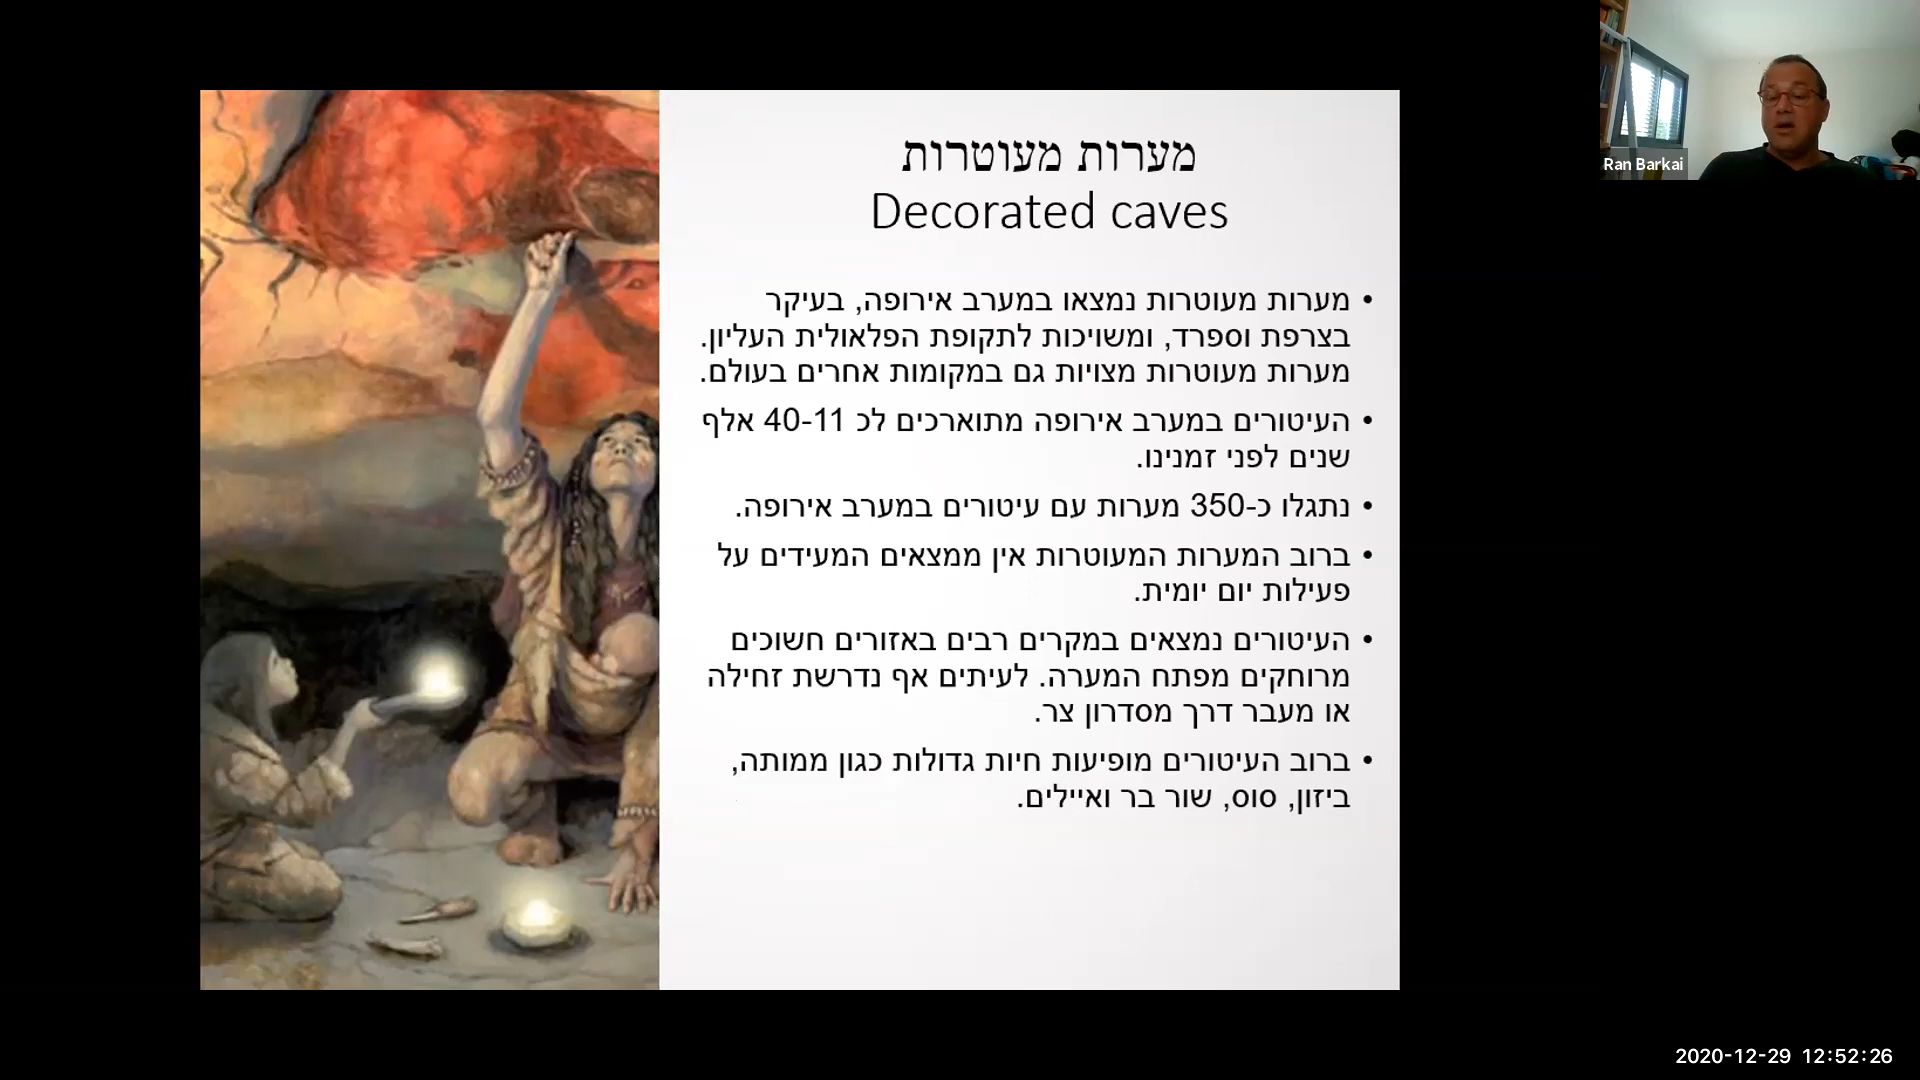 מערות מעוטרות
Decorated caves
• מערות מעוטרות נמצאו במערב אירופה, בעיקר
בצרפת וספרד, ומשויכות לתקופת הפלאולית העליון.
מערות מעוטרות מצויות גם במקומות אחרים בעולם.
• העיטורים במערב אירופה מתוארכים לכ 40-11 אלף
שנים לפני זמנינו.
• נתגלו כ-350 מערות עם עיטורים במערב אירופה.
• ברוב המערות המעוטרות אין ממצאים המעידים על
פעילות יום יומית.
• העיטורים נמצאים במקרים רבים באזורים חשוכים
מרוחקים מפתח המערה. לעיתים אף נדרשת זחילה
או מעבר דרך מסדרון צר.
• ברוב העיטורים מופיעות חיות גדולות כגון ממותה,
ביזון, סוס, שור בר ואיילים.
Ran Barkai
2020-12-29 12:52:26